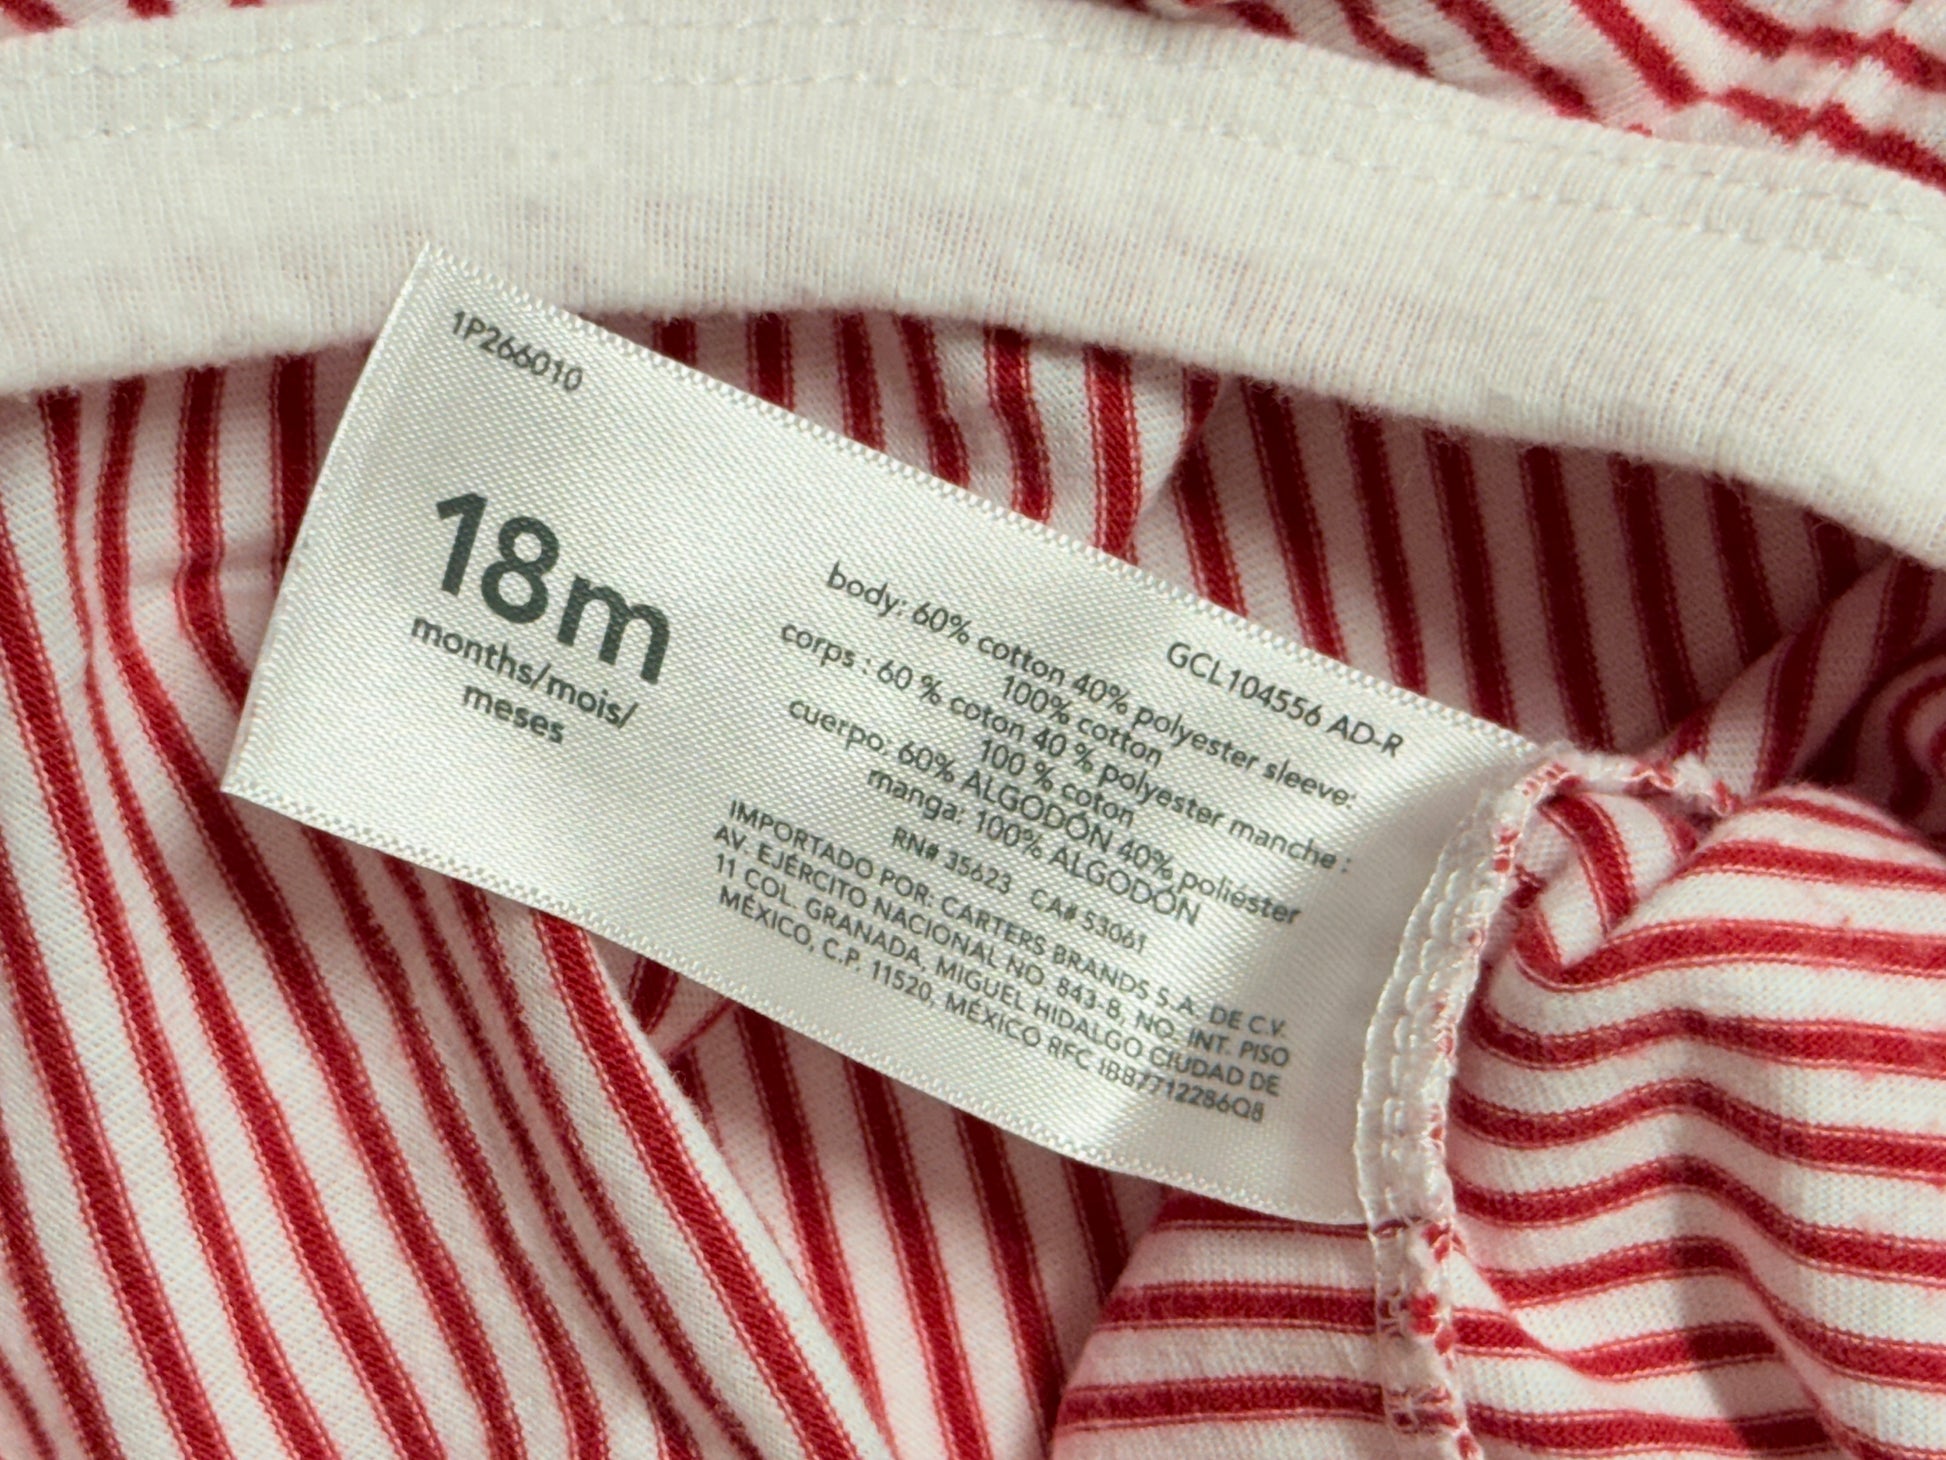 1P266010
18m
months/mois/
meses
GCL104556 AD-R
body: 60% cotton 40% polyester sleeve:
100% cotton
corps : 60 % coton 40 % polyester manche :
100 % coton
cuerpo: 60% ALGODÓN 40% poliéster
manga: 100% ALGODÓN
RN# 35623 CA# 53061
IMPORTADO POR: CARTERS BRANDS S.A. DE C.V.
AV. EJÉRCITO NACIONAL NO. 843-B, NO. INT. PISO
11 COL. GRANADA, MIGUEL HIDALGO CIUDAD DE
MÉXICO, C.P. 11520, MÉXICO RFC IBB7712286Q8